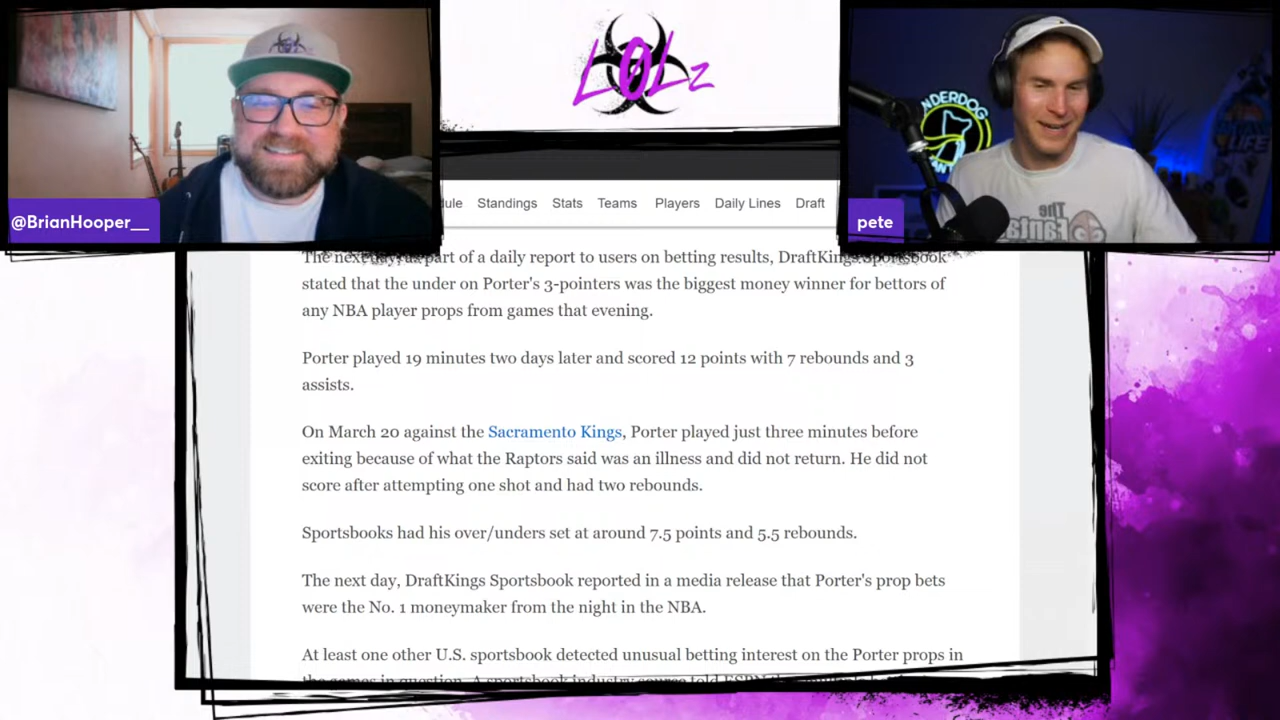 LOLz
NDERDOG
The
@BrianHooper__
pete
Standings Stats Teams Players Daily Lines Draft
The next day, as part of a daily report to users on betting results, DraftKings Sportsbook
stated that the under on Porter's 3-pointers was the biggest money winner for bettors of
any NBA player props from games that evening.
Porter played 19 minutes two days later and scored 12 points with 7 rebounds and 3
assists.
On March 20 against the Sacramento Kings, Porter played just three minutes before
exiting because of what the Raptors said was an illness and did not return. He did not
score after attempting one shot and had two rebounds.
Sportsbooks had his over/unders set at around 7.5 points and 5.5 rebounds.
The next day, DraftKings Sportsbook reported in a media release that Porter's prop bets
were the No. 1 moneymaker from the night in the NBA.
At least one other U.S. sportsbook detected unusual betting interest on the Porter props in